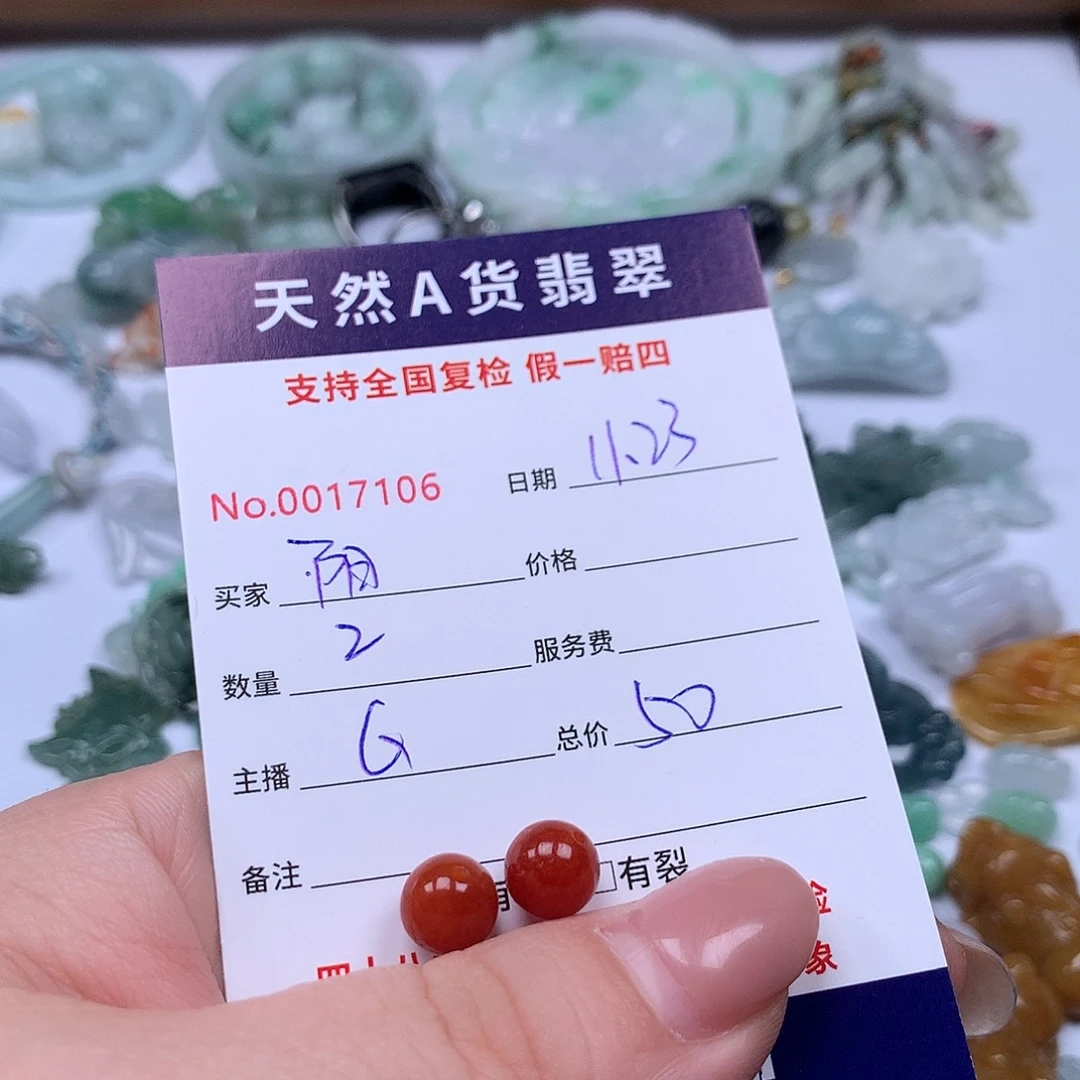 天然A货翡翠
支持全国复检 假一赔四
No.0017106 日期 11.23
买家 雨 价格
数量 2 服务费
主播 G 总价 50
备注
有裂